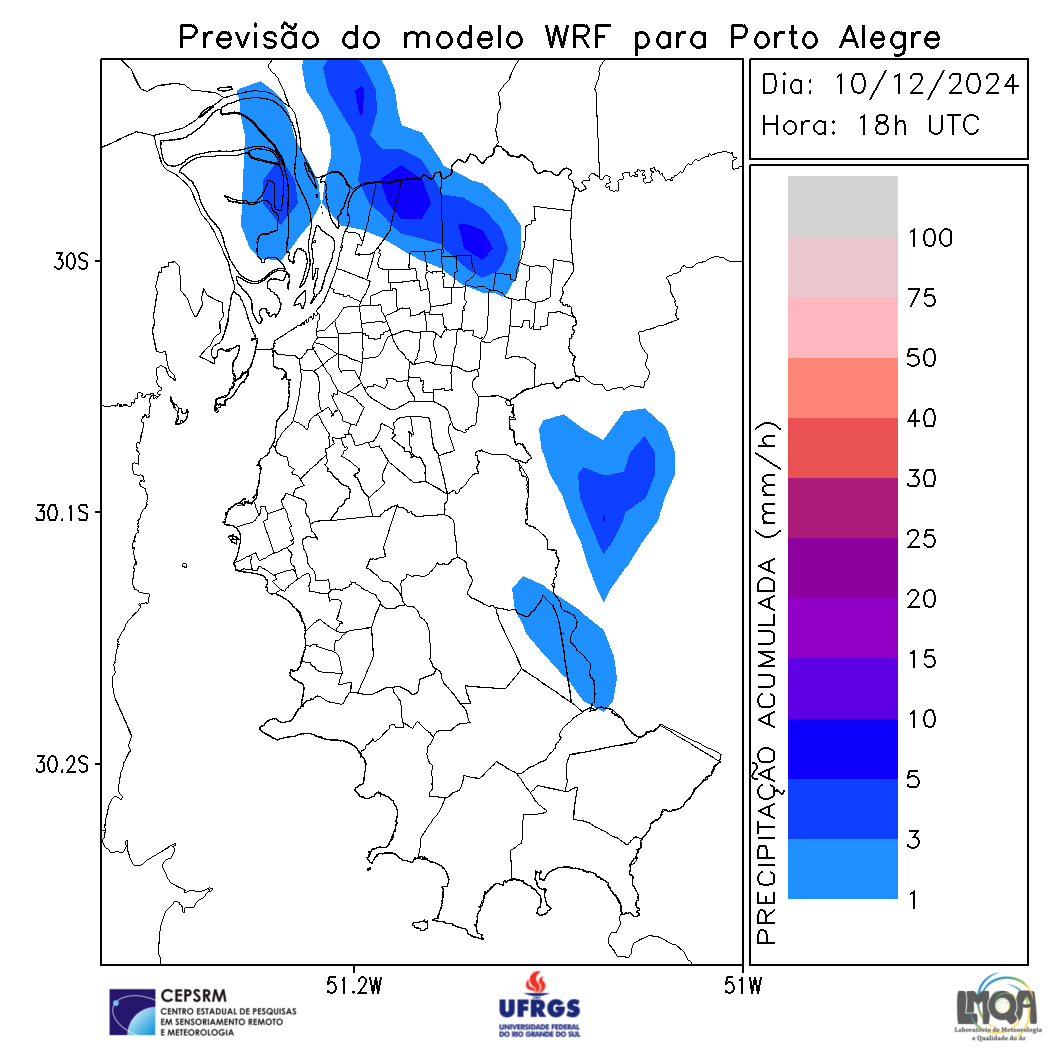 Previsão do modelo WRF para Porto Alegre
Dia: 10/12/2024
Hora: 18h UTC
30S
30.1S
30.2S
51.2W
51W
PRECIPITAÇÃO ACUMULADA (mm/h)
100
75
50
40
30
25
20
15
10
5
3
1
CEPSRM
CENTRO ESTADUAL DE PESQUISAS
EM SENSORIAMENTO REMOTO
E METEOROLOGIA
UFRGS
UNIVERSIDADE FEDERAL
DO RIO GRANDE DO SUL
LMQA
Laboratório de Meteorologia
e Qualidade do Ar